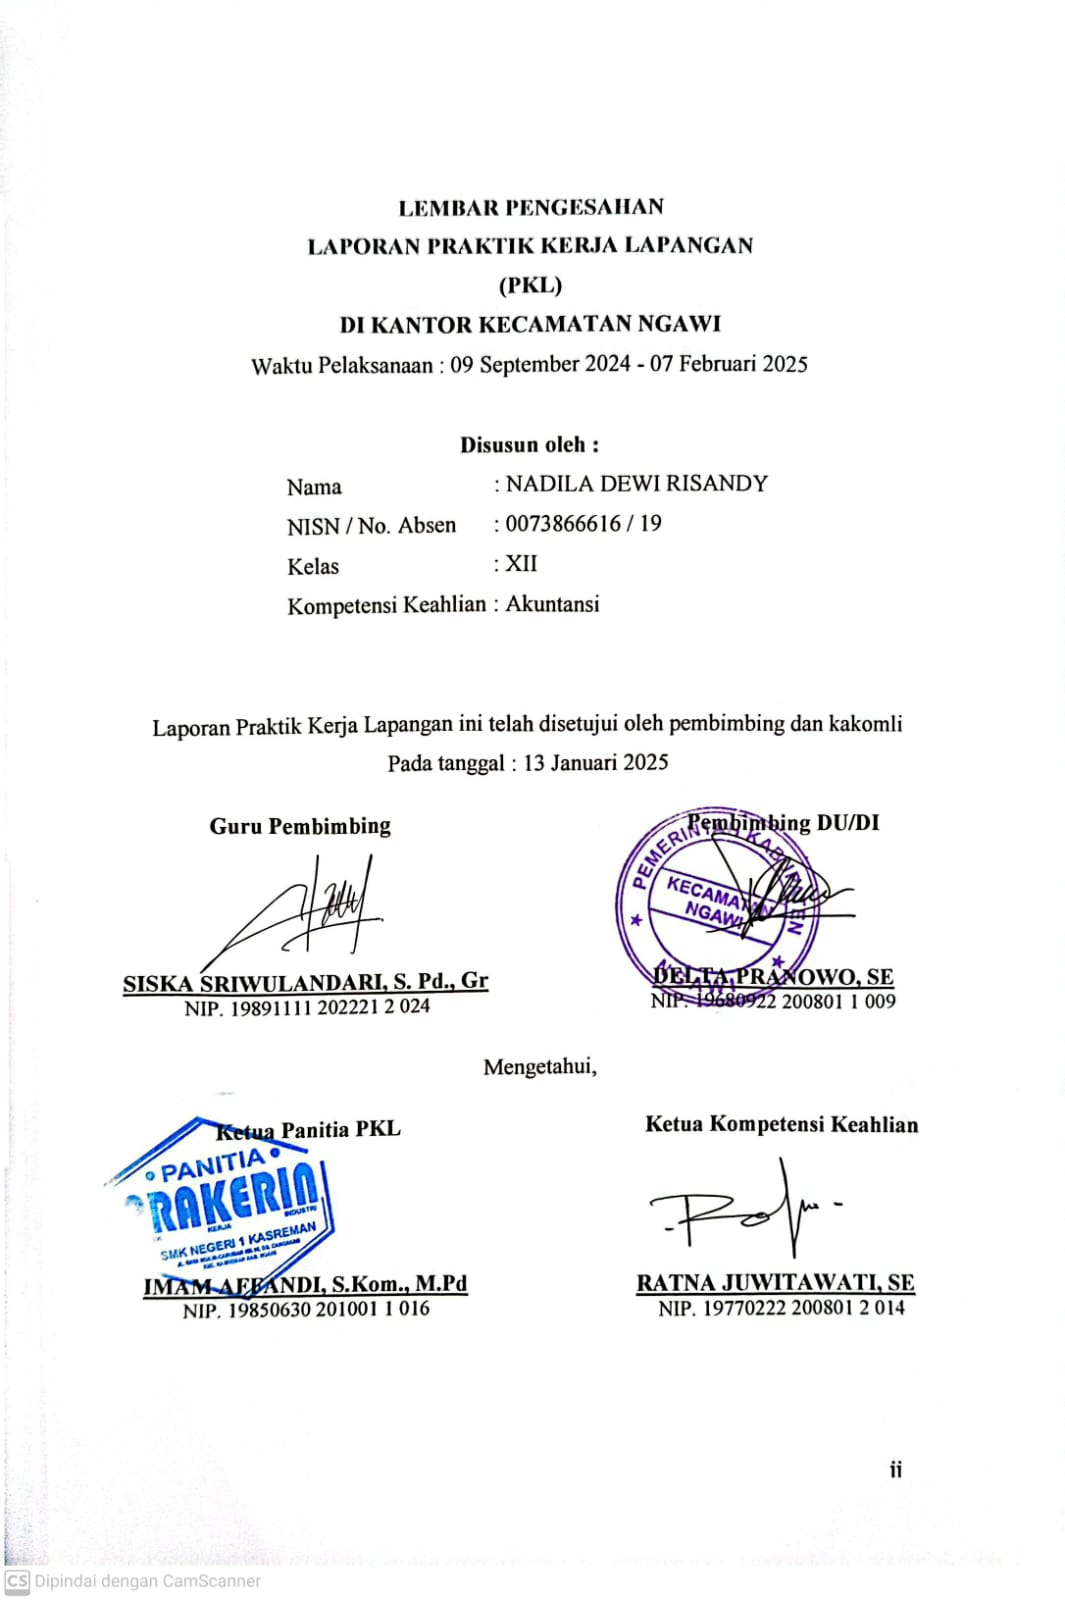 LEMBAR PENGESAHAN
LAPORAN PRAKTIK KERJA LAPANGAN
(PKL)
DI KANTOR KECAMATAN NGAWI
Waktu Pelaksanaan : 09 September 2024 - 07 Februari 2025
Disusun oleh :
Nama : NADILA DEWI RISANDY
NISN / No. Absen : 0073866616 / 19
Kelas : XII
Kompetensi Keahlian : Akuntansi
Laporan Praktik Kerja Lapangan ini telah disetujui oleh pembimbing dan kakomli
Pada tanggal : 13 Januari 2025
Guru Pembimbing
SISKA SRIWULANDARI, S. Pd., Gr
NIP. 19891111 202221 2 024
Pembimbing DU/DI
PEMERINTAH KABUPATEN
KECAMATAN
NGAWI
NGAWI
DELTA PRANOWO, SE
NIP. 19680922 200801 1 009
Mengetahui,
Ketua Panitia PKL
PANITIA
PRAKERIN
KERJA INDUSTRI
SMK NEGERI 1 KASREMAN
IMAM AFFANDI, S.Kom., M.Pd
NIP. 19850630 201001 1 016
Ketua Kompetensi Keahlian
RATNA JUWITAWATI, SE
NIP. 19770222 200801 2 014
ii
CS Dipindai dengan CamScanner